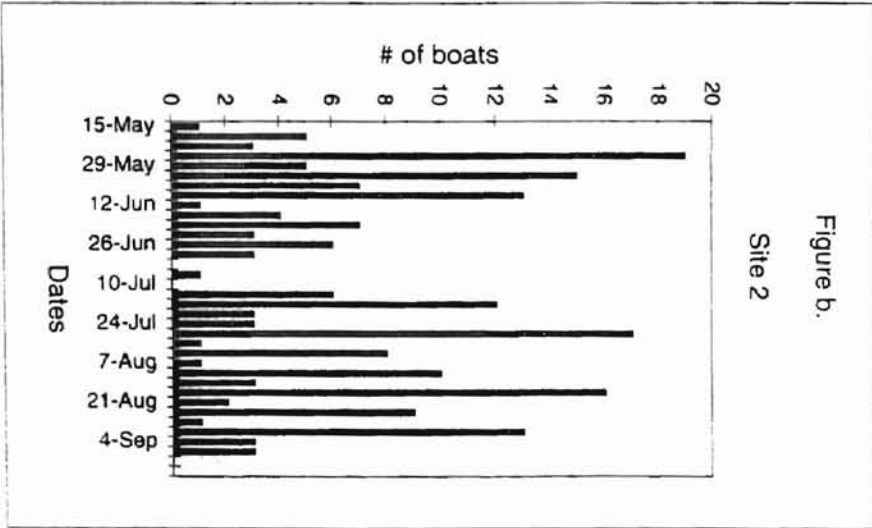 Figure b.
Site 2
# of boats
0
2
4
6
8
10
12
14
16
18
20
15-May
29-May
12-Jun
26-Jun
10-Jul
24-Jul
7-Aug
21-Aug
4-Sep
Dates